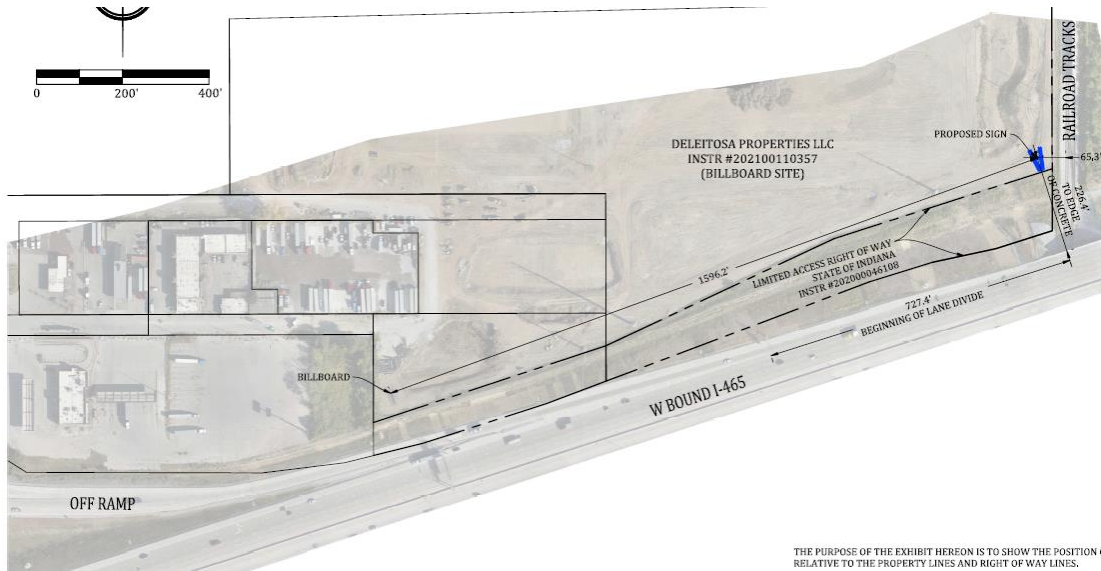 0 200' 400'
DELEITOSA PROPERTIES LLC
INSTR #202100110357
(BILLBOARD SITE)
PROPOSED SIGN
RAILROAD TRACKS
65.3'
226.4'
TO EDGE
OF CONCRETE
1596.2'
LIMITED ACCESS RIGHT OF WAY
STATE OF INDIANA
INSTR #202000046108
727.4'
BEGINNING OF LANE DIVIDE
BILLBOARD
W BOUND I-465
OFF RAMP
THE PURPOSE OF THE EXHIBIT HEREON IS TO SHOW THE POSITION
RELATIVE TO THE PROPERTY LINES AND RIGHT OF WAY LINES.